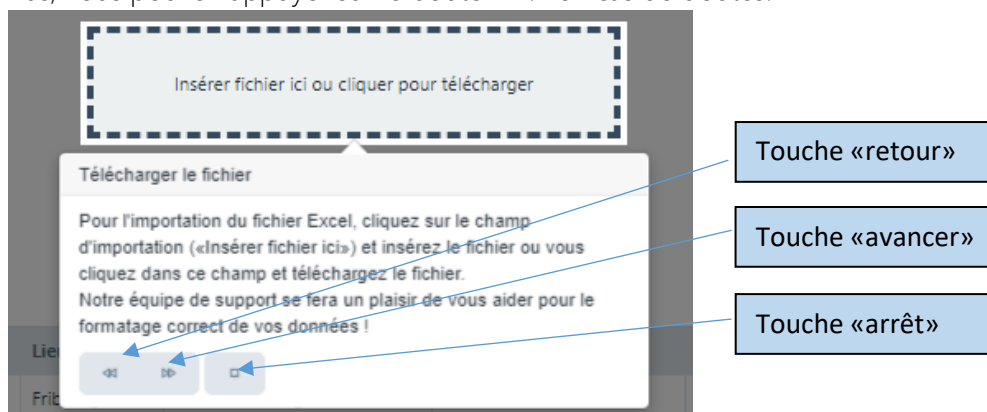 Insérer fichier ici ou cliquer pour télécharger
Télécharger le fichier
Pour l'importation du fichier Excel, cliquez sur le champ
d'importation («Insérer fichier ici») et insérez le fichier ou vous
cliquez dans ce champ et téléchargez le fichier.
Notre équipe de support se fera un plaisir de vous aider pour le
formatage correct de vos données !
Touche «retour»
Touche «avancer»
Touche «arrêt»